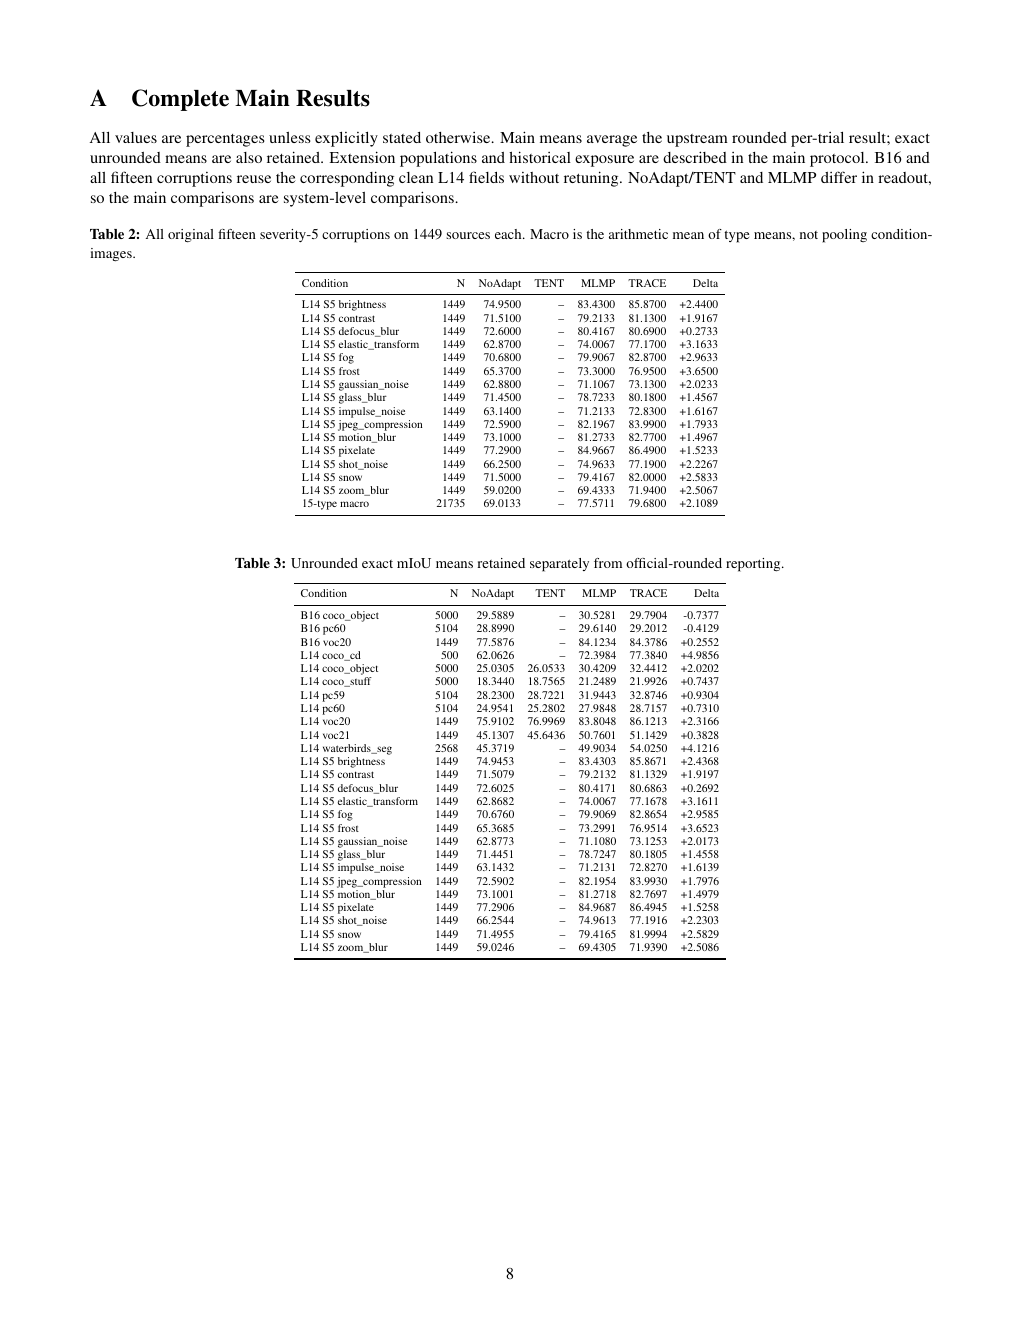 A Complete Main Results
All values are percentages unless explicitly stated otherwise. Main means average the upstream rounded per-trial result; exact
unrounded means are also retained. Extension populations and historical exposure are described in the main protocol. B16 and
all fifteen corruptions reuse the corresponding clean L14 fields without retuning. NoAdapt/TENT and MLMP differ in readout,
so the main comparisons are system-level comparisons.
Table 2: All original fifteen severity-5 corruptions on 1449 sources each. Macro is the arithmetic mean of type means, not pooling condition-
images.
Condition N NoAdapt TENT MLMP TRACE Delta
L14 S5 brightness 1449 74.9500 – 83.4300 85.8700 +2.4400
L14 S5 contrast 1449 71.5100 – 79.2133 81.1300 +1.9167
L14 S5 defocus_blur 1449 72.6000 – 80.4167 80.6900 +0.2733
L14 S5 elastic_transform 1449 62.8700 – 74.0067 77.1700 +3.1633
L14 S5 fog 1449 70.6800 – 79.9067 82.8700 +2.9633
L14 S5 frost 1449 65.3700 – 73.3000 76.9500 +3.6500
L14 S5 gaussian_noise 1449 62.8800 – 71.1067 73.1300 +2.0233
L14 S5 glass_blur 1449 71.4500 – 78.7233 80.1800 +1.4567
L14 S5 impulse_noise 1449 63.1400 – 71.2133 72.8300 +1.6167
L14 S5 jpeg_compression 1449 72.5900 – 82.1967 83.9900 +1.7933
L14 S5 motion_blur 1449 73.1000 – 81.2733 82.7700 +1.4967
L14 S5 pixelate 1449 77.2900 – 84.9667 86.4900 +1.5233
L14 S5 shot_noise 1449 66.2500 – 74.9633 77.1900 +2.2267
L14 S5 snow 1449 71.5000 – 79.4167 82.0000 +2.5833
L14 S5 zoom_blur 1449 59.0200 – 69.4333 71.9400 +2.5067
15-type macro 21735 69.0133 – 77.5711 79.6800 +2.1089
Table 3: Unrounded exact mIoU means retained separately from official-rounded reporting.
Condition N NoAdapt TENT MLMP TRACE Delta
B16 coco_object 5000 29.5889 – 30.5281 29.7904 -0.7377
B16 pc60 5104 28.8990 – 29.6140 29.2012 -0.4129
B16 voc20 1449 77.5876 – 84.1234 84.3786 +0.2552
L14 coco_cd 500 62.0626 – 72.3984 77.3840 +4.9856
L14 coco_object 5000 25.0305 26.0533 30.4209 32.4412 +2.0202
L14 coco_stuff 5000 18.3440 18.7565 21.2489 21.9926 +0.7437
L14 pc59 5104 28.2300 28.7221 31.9443 32.8746 +0.9304
L14 pc60 5104 24.9541 25.2802 27.9848 28.7157 +0.7310
L14 voc20 1449 75.9102 76.9969 83.8048 86.1213 +2.3166
L14 voc21 1449 45.1307 45.6436 50.7601 51.1429 +0.3828
L14 waterbirds_seg 2568 45.3719 – 49.9034 54.0250 +4.1216
L14 S5 brightness 1449 74.9453 – 83.4303 85.8671 +2.4368
L14 S5 contrast 1449 71.5079 – 79.2132 81.1329 +1.9197
L14 S5 defocus_blur 1449 72.6025 – 80.4171 80.6863 +0.2692
L14 S5 elastic_transform 1449 62.8682 – 74.0067 77.1678 +3.1611
L14 S5 fog 1449 70.6760 – 79.9069 82.8654 +2.9585
L14 S5 frost 1449 65.3685 – 73.2991 76.9514 +3.6523
L14 S5 gaussian_noise 1449 62.8773 – 71.1080 73.1253 +2.0173
L14 S5 glass_blur 1449 71.4451 – 78.7247 80.1805 +1.4558
L14 S5 impulse_noise 1449 63.1432 – 71.2131 72.8270 +1.6139
L14 S5 jpeg_compression 1449 72.5902 – 82.1954 83.9930 +1.7976
L14 S5 motion_blur 1449 73.1001 – 81.2718 82.7697 +1.4979
L14 S5 pixelate 1449 77.2906 – 84.9687 86.4945 +1.5258
L14 S5 shot_noise 1449 66.2544 – 74.9613 77.1916 +2.2303
L14 S5 snow 1449 71.4955 – 79.4165 81.9994 +2.5829
L14 S5 zoom_blur 1449 59.0246 – 69.4305 71.9390 +2.5086
8